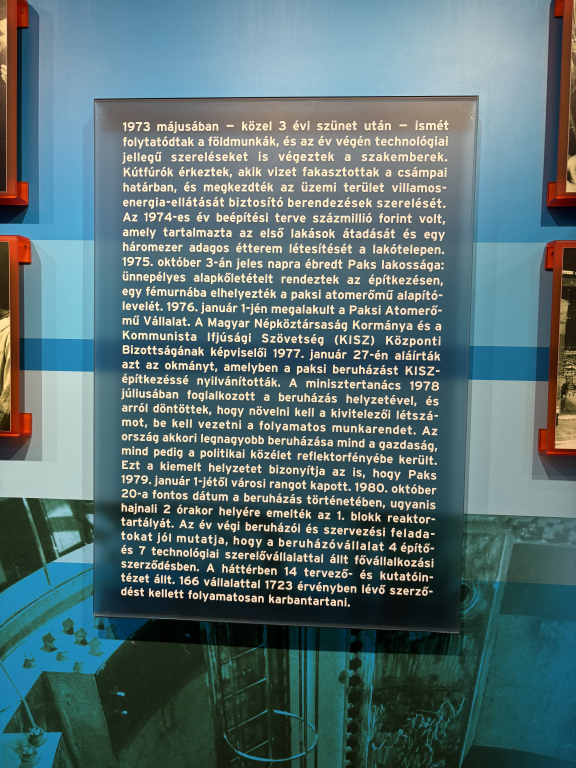 1973 májusában – közel 3 évi szünet után – ismét
folytatódtak a földmunkák, és az év végén technológiai
jellegű szereléseket is végeztek a szakemberek.
Kútfúrók érkeztek, akik vizet fakasztottak a csámpai
határban, és megkezdték az üzemi terület villamos-
energia-ellátását biztosító berendezések szerelését.
Az 1974-es év beépítési terve százmillió forint volt,
amely tartalmazta az első lakások átadását és egy
háromezer adagos étterem létesítését a lakótelepen.
1975. október 3-án jeles napra ébredt Paks lakossága:
ünnepélyes alapkőletételt rendeztek az építkezésen,
egy fémurnába elhelyezték a paksi atomerőmű alapító-
levelét. 1976. január 1-jén megalakult a Paksi Atomerő-
mű Vállalat. A Magyar Népköztársaság Kormánya és a
Kommunista Ifjúsági Szövetség (KISZ) Központi
Bizottságának képviselői 1977. január 27-én aláírták
azt az okmányt, amelyben a paksi beruházást KISZ-
építkezéssé nyilvánították. A minisztertanács 1978
júliusában foglalkozott a beruházás helyzetével, és
arról döntöttek, hogy növelni kell a kivitelezői létszá-
mot, be kell vezetni a folyamatos munkarendet. Az
ország akkori legnagyobb beruházása mind a gazdaság,
mind pedig a politikai közélet reflektorfényébe került.
Ezt a kiemelt helyzetet bizonyítja az is, hogy Paks
1979. január 1-jétől városi rangot kapott. 1980. október
20-a fontos dátum a beruházás történetében, ugyanis
hajnali 2 órakor helyére emelték az 1. blokk reaktor-
tartályát. Az év végi beruházói és szervezési felada-
tokat jól mutatja, hogy a beruházóvállalat 4 építő-
és 7 technológiai szerelővállalattal állt fővállalkozási
szerződésben. A háttérben 14 tervező- és kutatóin-
tézet állt. 166 vállalattal 1723 érvényben lévő szerző-
dést kellett folyamatosan karbantartani.